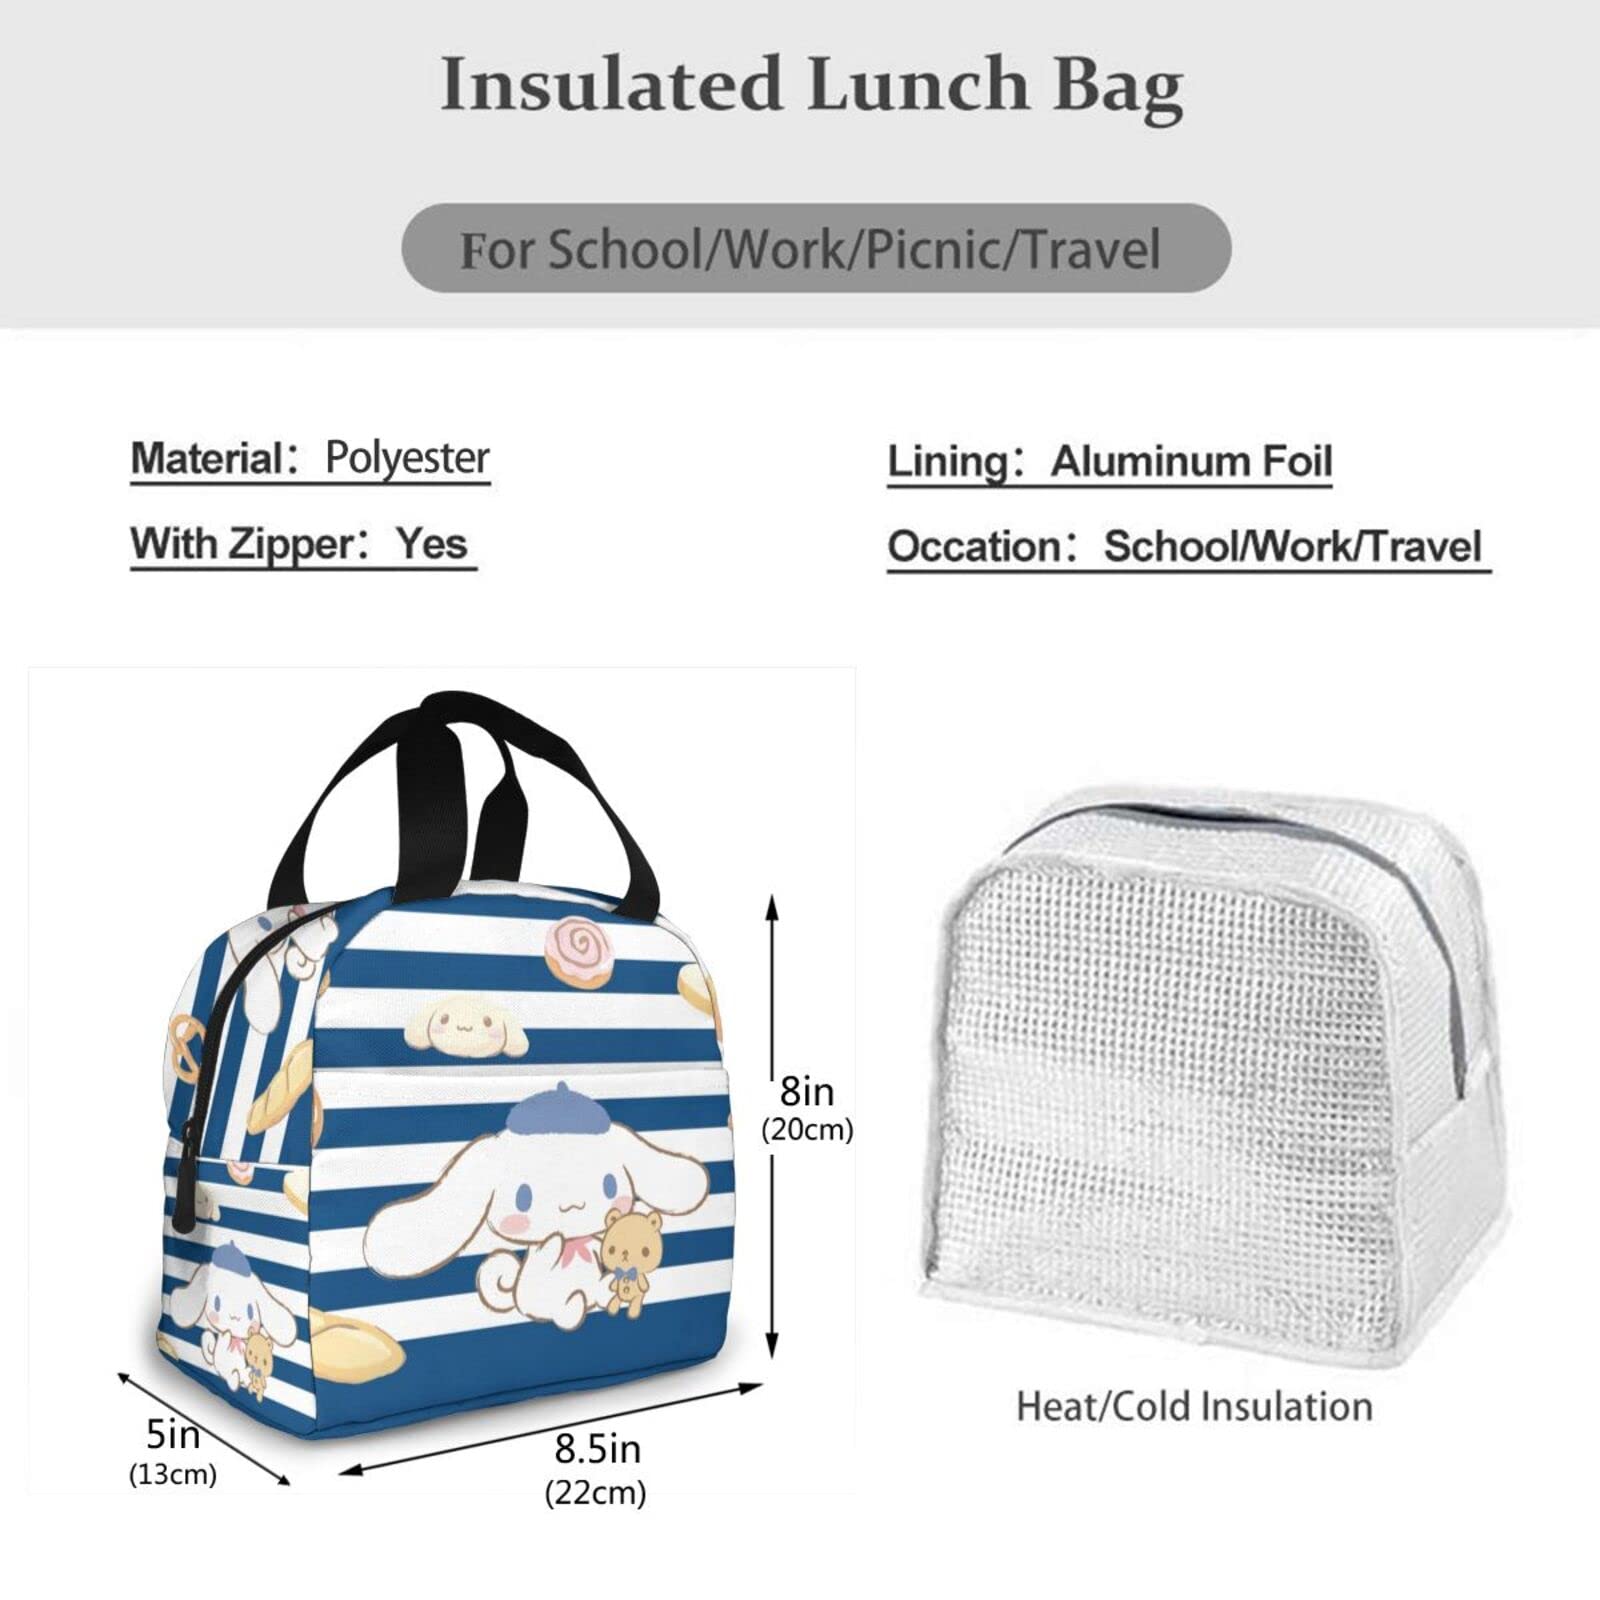 Insulated Lunch Bag
For School/Work/Picnic/Travel
Material: Polyester
Lining: Aluminum Foil
With Zipper: Yes
Occation: School/Work/Travel
8in
(20cm)
5in
(13cm)
8.5in
(22cm)
Heat/Cold Insulation